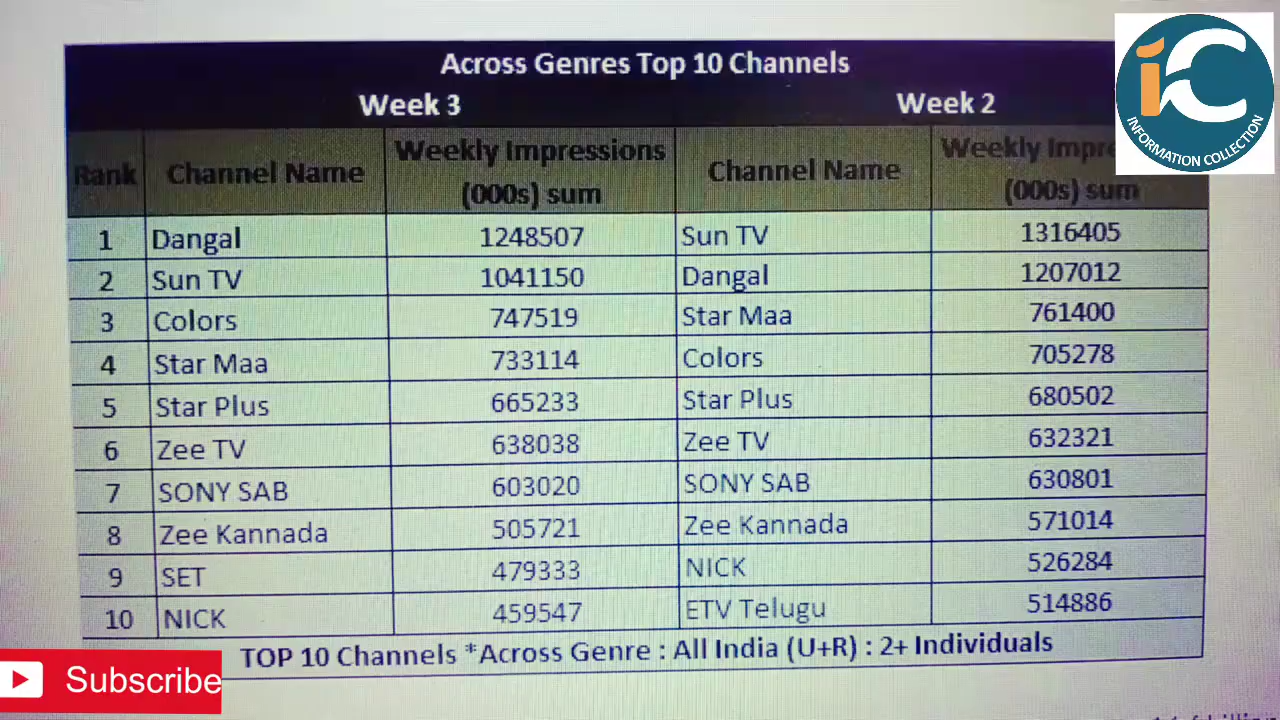 Across Genres Top 10 Channels
Week 3 Week 2
Rank Channel Name Weekly Impressions (000s) sum Channel Name Weekly (000s) sum
1 Dangal 1248507 Sun TV 1316405
2 Sun TV 1041150 Dangal 1207012
3 Colors 747519 Star Maa 761400
4 Star Maa 733114 Colors 705278
5 Star Plus 665233 Star Plus 680502
6 Zee TV 638038 Zee TV 632321
7 SONY SAB 603020 SONY SAB 630801
8 Zee Kannada 505721 Zee Kannada 571014
9 SET 479333 NICK 526284
10 NICK 459547 ETV Telugu 514886
TOP 10 Channels *Across Genre : All India (U+R) : 2+ Individuals
iC
INFORMATION COLLECTION
Subscribe